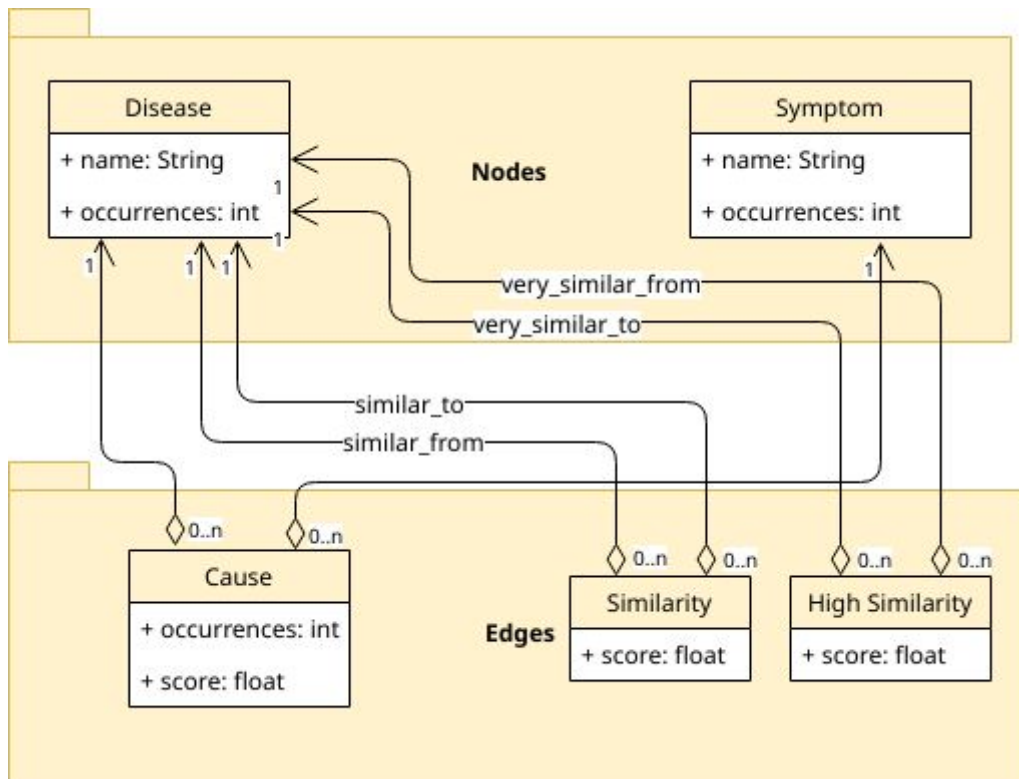 Disease
+ name: String
+ occurrences: int
1
1
1
1
1
Nodes
Symptom
+ name: String
+ occurrences: int
1
very_similar_from
very_similar_to
similar_to
similar_from
0..n
0..n
0..n
0..n
0..n
0..n
Cause
+ occurrences: int
+ score: float
Edges
Similarity
+ score: float
High Similarity
+ score: float